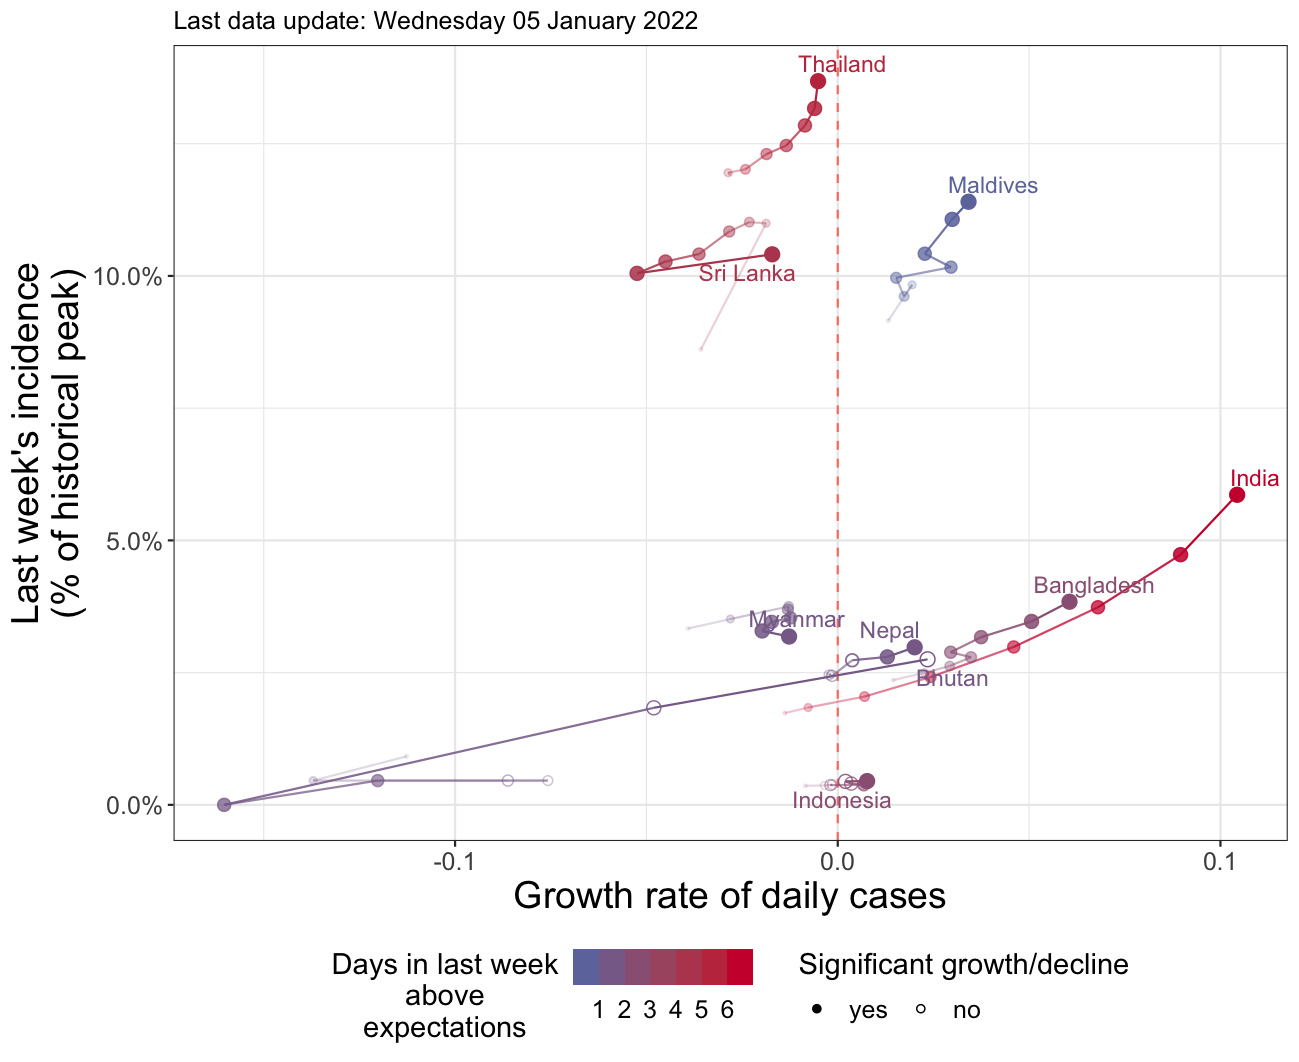 Last data update: Wednesday 05 January 2022
Thailand
Maldives
10.0%
Sri Lanka
Last week's incidence
(% of historical peak)
India
5.0%
Bangladesh
Myanmar
Nepal
Bhutan
0.0%
Indonesia
-0.1
0.0
0.1
Growth rate of daily cases
Days in last week
above
expectations
1 2 3 4 5 6
Significant growth/decline
yes
no